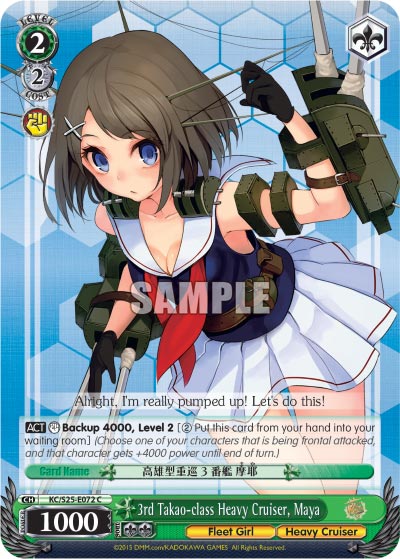 LEVEL
2
2
COST
SAMPLE
Alright, I'm really pumped up! Let's do this!
ACT Backup 4000, Level 2 [② Put this card from your hand into your
waiting room] (Choose one of your characters that is being frontal attacked,
and that character gets +4000 power until end of turn.)
Card Name 高雄型重巡3番艦 摩耶
CH KC/S25-E072 C
3rd Takao-class Heavy Cruiser, Maya
POWER
1000
SOUL
Fleet Girl Heavy Cruiser
©2013 DMM.com/KADOKAWA GAMES All Rights Reserved.